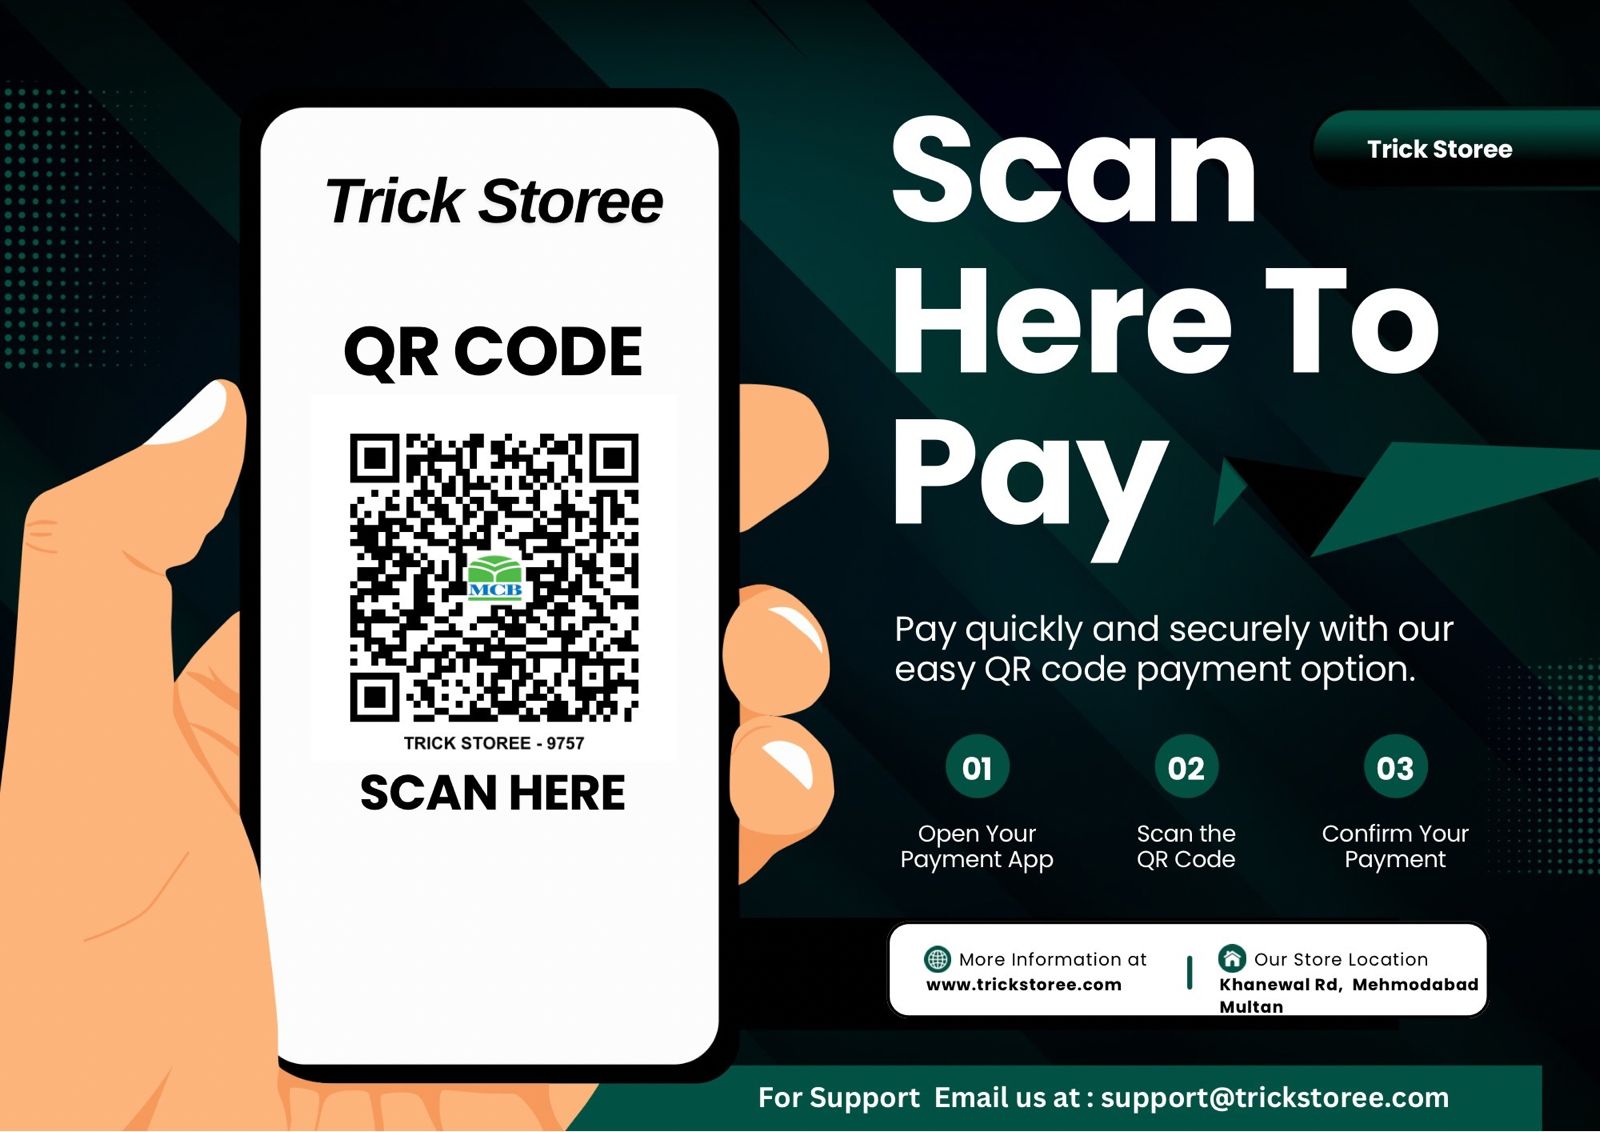 Trick Storee
QR CODE
MCB
TRICK STOREE - 9757
SCAN HERE
Trick Storee
Scan
Here To
Pay
Pay quickly and securely with our
easy QR code payment option.
01
Open Your
Payment App
02
Scan the
QR Code
03
Confirm Your
Payment
More Information at
www.trickstoree.com
Our Store Location
Khanewal Rd, Mehmodabad
Multan
For Support Email us at : support@trickstoree.com